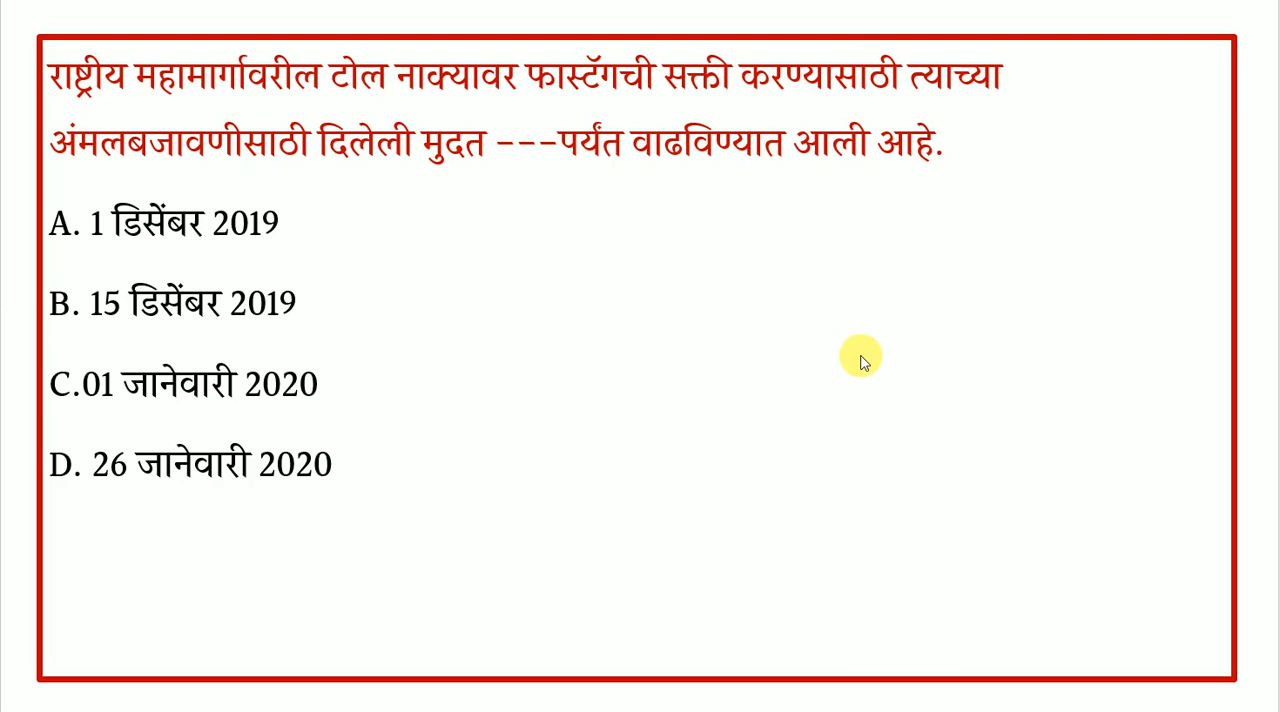 राष्ट्रीय महामार्गावरील टोल नाक्यावर फास्टॅगची सक्ती करण्यासाठी त्याच्या
अंमलबजावणीसाठी दिलेली मुदत ---पर्यंत वाढविण्यात आली आहे.
A. 1 डिसेंबर 2019
B. 15 डिसेंबर 2019
C.01 जानेवारी 2020
D. 26 जानेवारी 2020